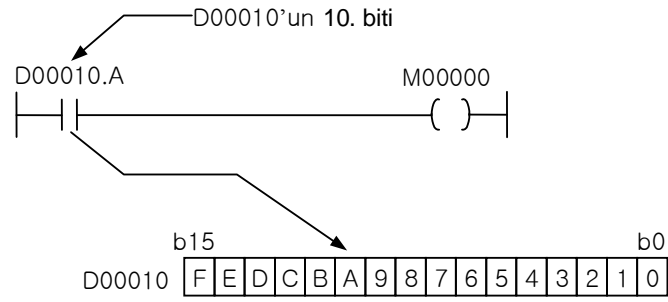 D00010'un 10. biti
D00010.A
M00000
b15 b0
D00010 F E D C B A 9 8 7 6 5 4 3 2 1 0